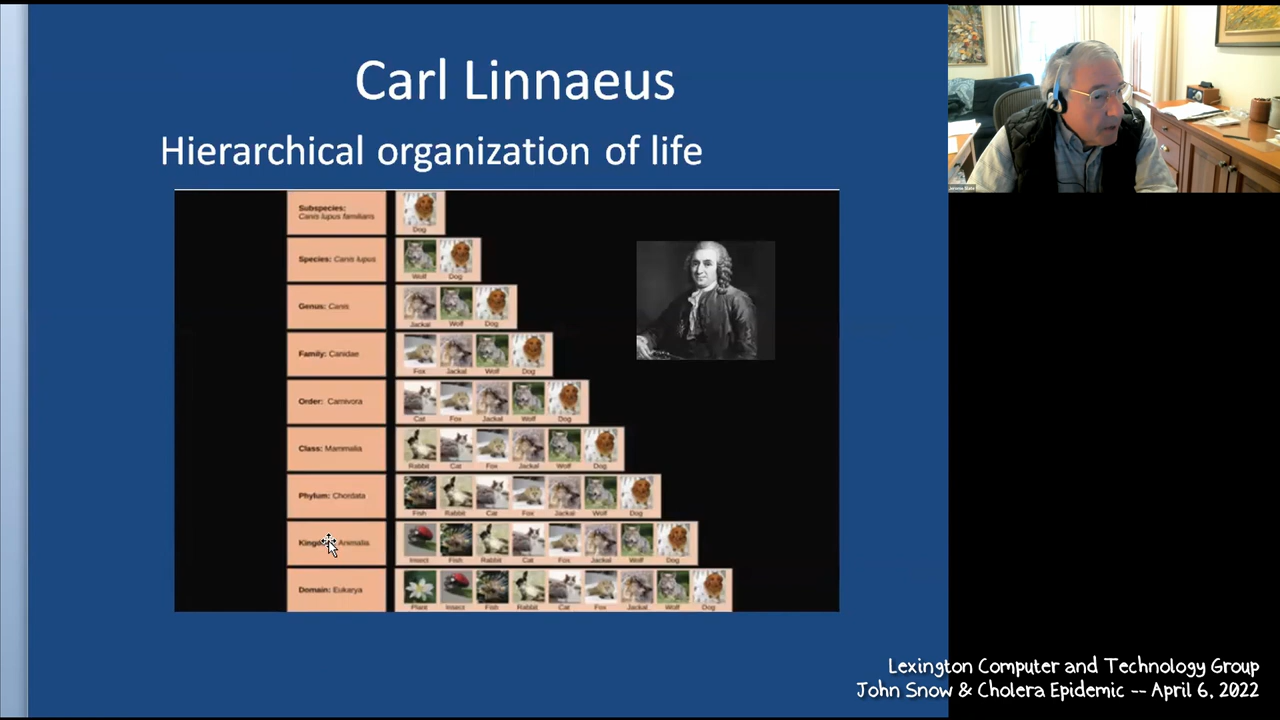 Carl Linnaeus
Hierarchical organization of life
Subspecies:
Canis lupus familiaris
Dog
Species: Canis lupus
Wolf Dog
Genus: Canis
Jackal Wolf Dog
Family: Canidae
Fox Jackal Wolf Dog
Order: Carnivora
Cat Fox Jackal Wolf Dog
Class: Mammalia
Rabbit Cat Fox Jackal Wolf Dog
Phylum: Chordata
Fish Rabbit Cat Fox Jackal Wolf Dog
Animalia
Insect Fish Rabbit Cat Fox Jackal Wolf Dog
Domain: Eukarya
Plant Insect Fish Rabbit Cat Fox Jackal Wolf Dog
Lexington Computer and Technology Group
John Snow & Cholera Epidemic -- April 6, 2022